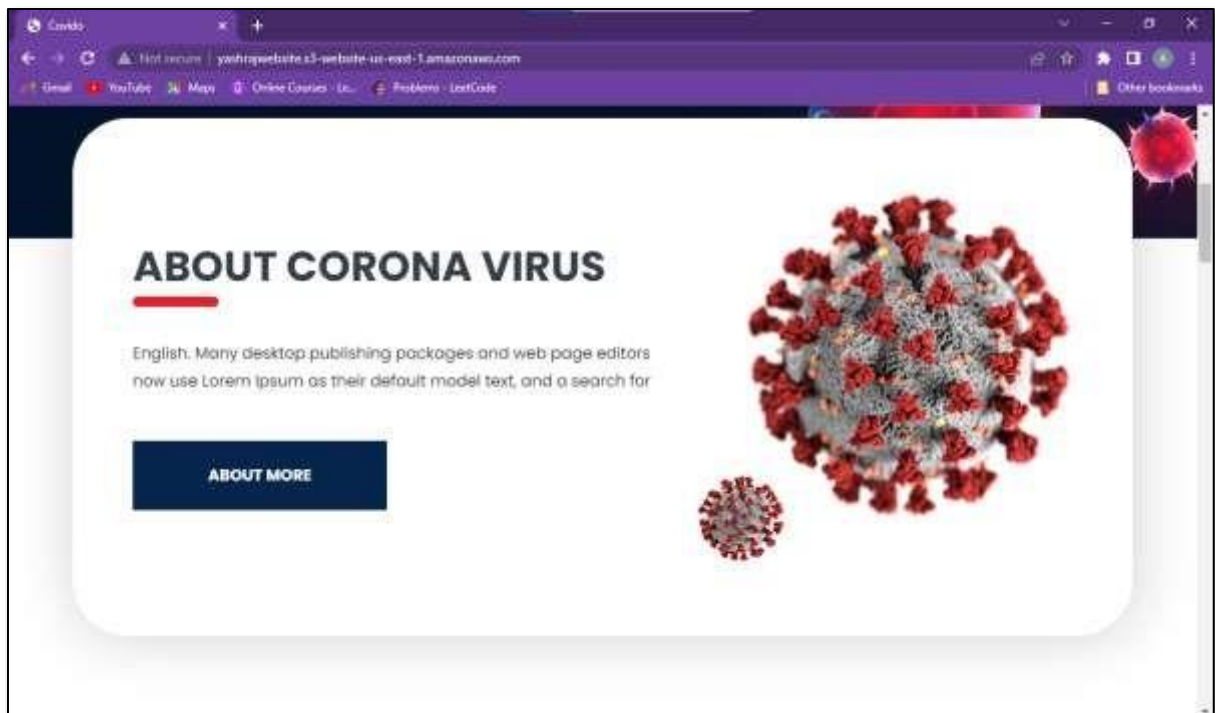 Covido
Not secure | yashrajwebsite.s3-website-us-east-1.amazonaws.com
Gmail YouTube Maps Online Courses - Le... Problems - LeetCode Other bookmarks
ABOUT CORONA VIRUS
English. Many desktop publishing packages and web page editors
now use Lorem Ipsum as their default model text, and a search for
ABOUT MORE